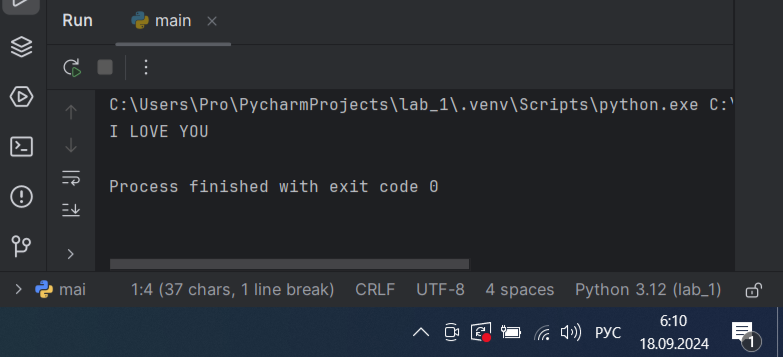 Run main
C:\Users\Pro\PycharmProjects\lab_1\.venv\Scripts\python.exe C:\
I LOVE YOU
Process finished with exit code 0
mai 1:4 (37 chars, 1 line break) CRLF UTF-8 4 spaces Python 3.12 (lab_1)
РУС 6:10
18.09.2024 1